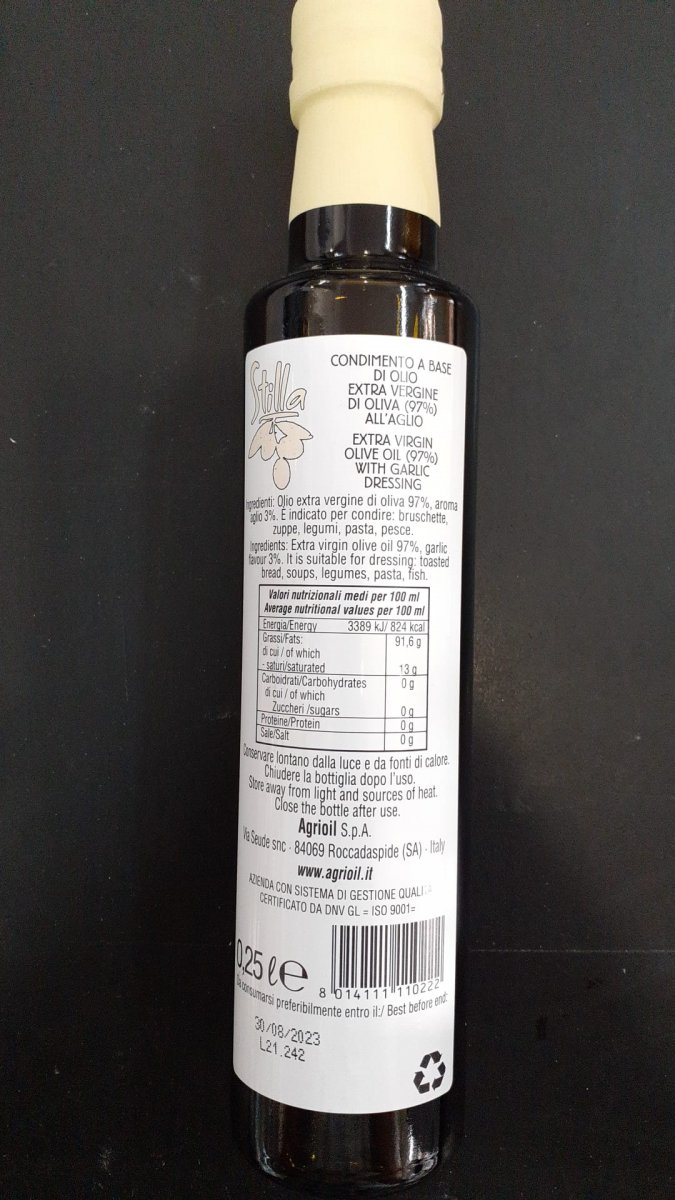 Stilla
CONDIMENTO A BASE
DI OLIO
EXTRA VERGINE
DI OLIVA (97%)
ALL'AGLIO
EXTRA VIRGIN
OLIVE OIL (97%)
WITH GARLIC
DRESSING
Ingredienti: Olio extra vergine di oliva 97%, aroma
aglio 3%. È indicato per condire: bruschette,
zuppe, legumi, pasta, pesce.
Ingredients: Extra virgin olive oil 97%, garlic
flavour 3%. It is suitable for dressing: toasted
bread, soups, legumes, pasta, fish.
Valori nutrizionali medi per 100 ml
Average nutritional values per 100 ml
Energia/Energy 3389 kJ/ 824 kcal
Grassi/Fats: 91,6 g
di cui / of which
- saturi/saturated 13 g
Carboidrati/Carbohydrates 0 g
di cui / of which
Zuccheri /sugars 0 g
Proteine/Protein 0 g
Sale/Salt 0 g
Conservare lontano dalla luce e da fonti di calore.
Chiudere la bottiglia dopo l'uso.
Store away from light and sources of heat.
Close the bottle after use.
Agrioil S.p.A.
Via Seude snc - 84069 Roccadaspide (SA) - Italy
www.agrioil.it
AZIENDA CON SISTEMA DI GESTIONE QUALITÀ
CERTIFICATO DA DNV GL = ISO 9001=
0,25 l e
8 014111 110222
Da consumarsi preferibilmente entro il:/ Best before end:
30/08/2023
L21.242